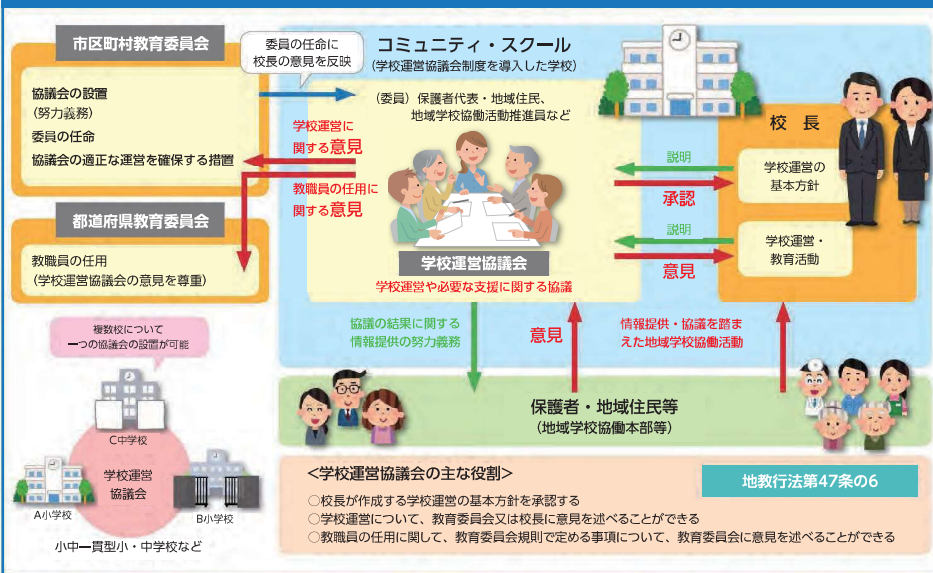 市区町村教育委員会
協議会の設置
(努力義務)
委員の任命
協議会の適正な運営を確保する措置
委員の任命に
校長の意見を反映
コミュニティ・スクール
(学校運営協議会制度を導入した学校)
(委員) 保護者代表・地域住民、
地域学校協働活動推進員など
学校運営に
関する意見
教職員の任用に
関する意見
都道府県教育委員会
教職員の任用
(学校運営協議会の意見を尊重)
学校運営協議会
学校運営や必要な支援に関する協議
校長
説明
承認
学校運営の
基本方針
説明
意見
学校運営・
教育活動
協議の結果に関する
情報提供の努力義務
意見
情報提供・協議を踏ま
えた地域学校協働活動
保護者・地域住民等
(地域学校協働本部等)
複数校について
一つの協議会の設置が可能
C中学校
学校運営
協議会
A小学校
B小学校
小中一貫型小・中学校など
<学校運営協議会の主な役割>
地教行法第47条の6
○校長が作成する学校運営の基本方針を承認する
○学校運営について、教育委員会又は校長に意見を述べることができる
○教職員の任用に関して、教育委員会規則で定める事項について、教育委員会に意見を述べることができる